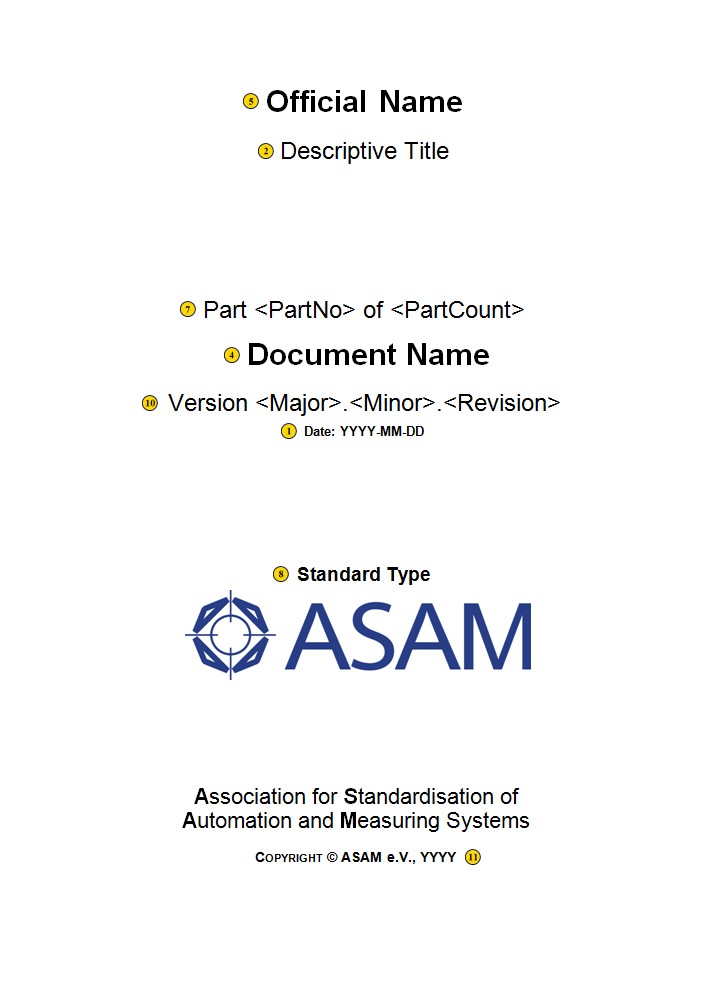 5 Official Name
2 Descriptive Title
7 Part <PartNo> of <PartCount>
4 Document Name
10 Version <Major>.<Minor>.<Revision>
1 Date: YYYY-MM-DD
8 Standard Type
ASAM
Association for Standardisation of
Automation and Measuring Systems
COPYRIGHT © ASAM e.V., YYYY 11